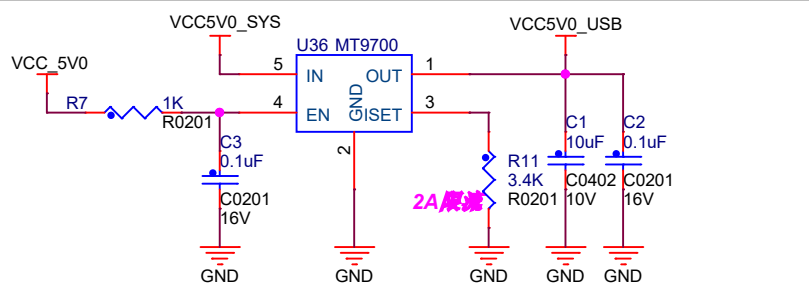 VCC5V0_SYS
VCC5V0_USB
U36 MT9700
VCC_5V0
5
IN
OUT
1
R7
1K
4
EN
GND
ISET
3
R0201
2
C3
0.1uF
C1
10uF
C2
0.1uF
R11
3.4K
R0201
2A限流
C0201
16V
C0402
10V
C0201
16V
GND
GND
GND
GND
GND